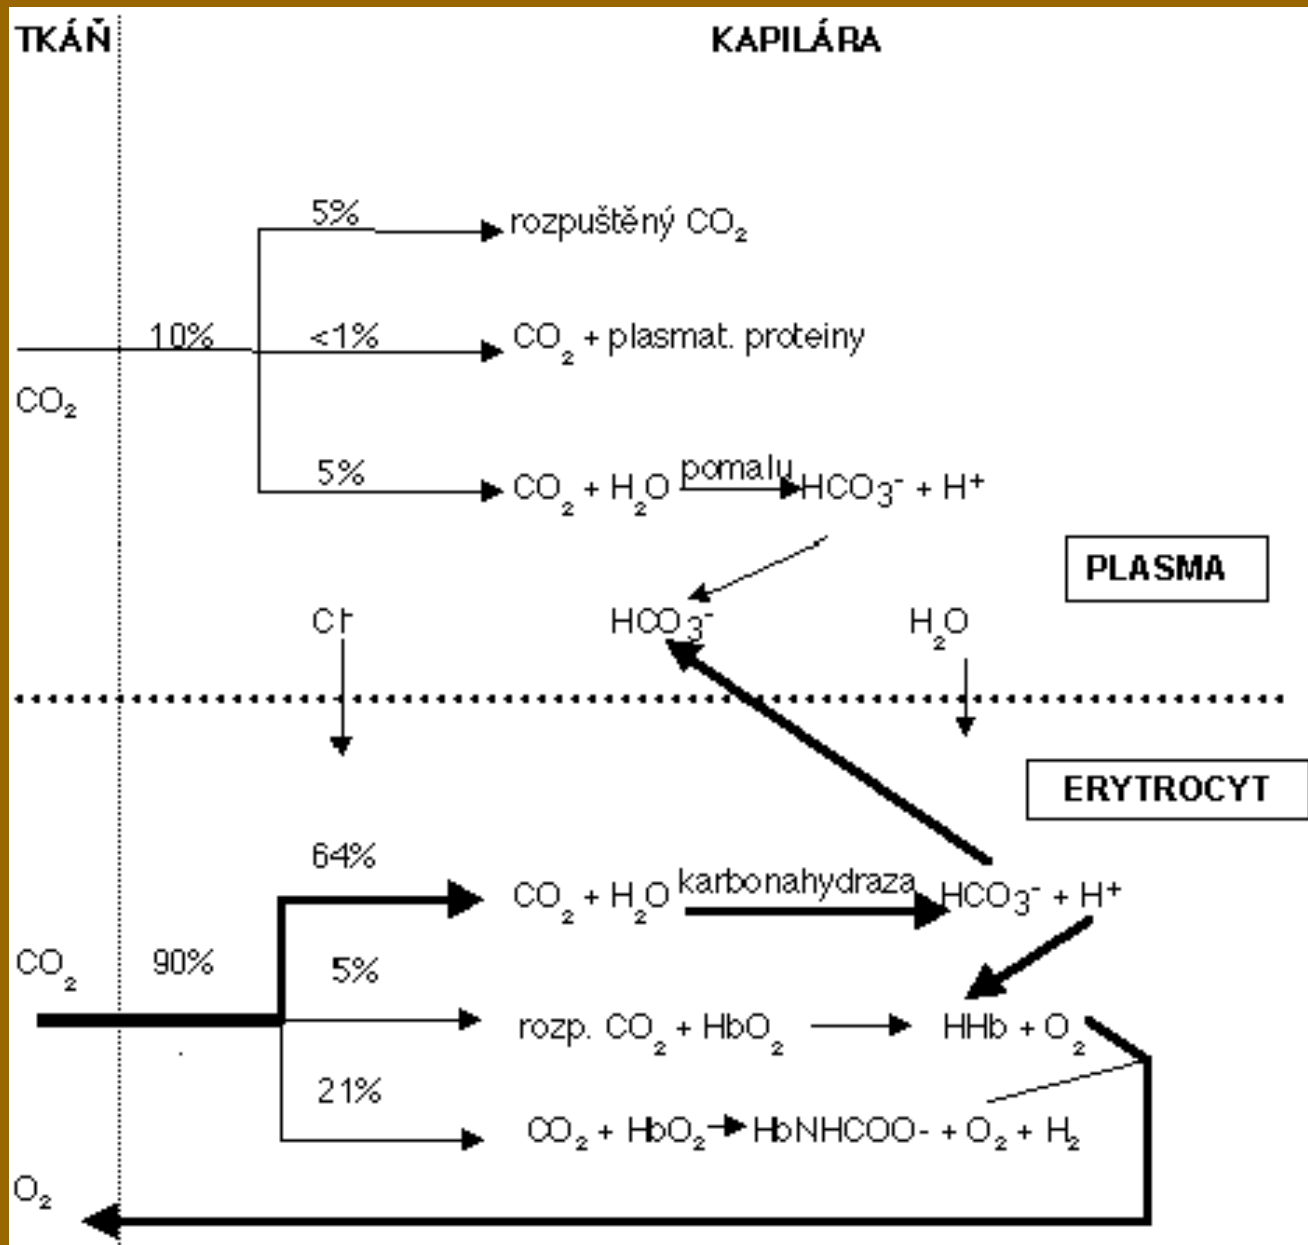 TKÁŇ KAPILÁRA
5% rozpuštěný CO₂
10% <1% CO₂ + plasmat. proteiny
CO₂
5% CO₂ + H₂O pomalu HCO₃⁻ + H⁺
PLASMA
Cl⁻ HCO₃⁻ H₂O
ERYTROCYT
64% CO₂ + H₂O karbonahydraza HCO₃⁻ + H⁺
CO₂ 90% 5%
rozp. CO₂ + HbO₂ HHb + O₂
21% CO₂ + HbO₂ HbNHCOO- + O₂ + H₂
O₂